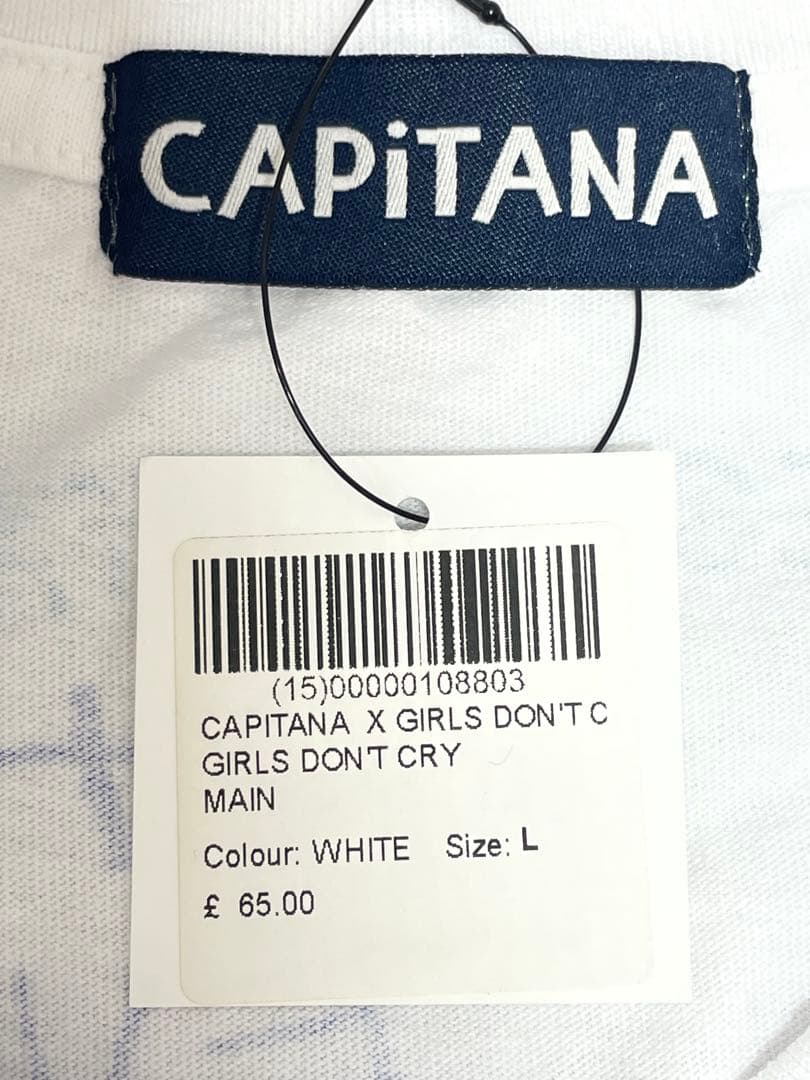 CAPiTANA
(15)00000108803
CAPITANA X GIRLS DON'T C
GIRLS DON'T CRY
MAIN
Colour: WHITE Size: L
£ 65.00